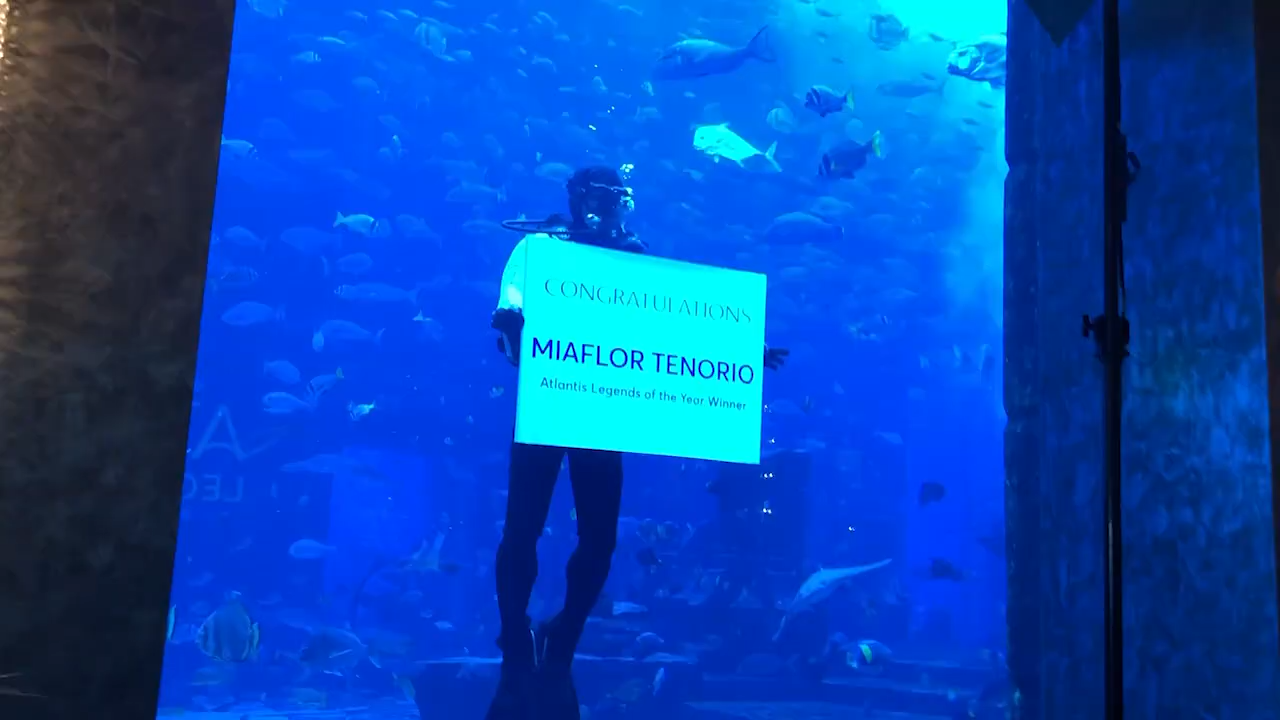 CONGRATULATIONS
MIAFLOR TENORIO
Atlantis Legends of the Year Winner